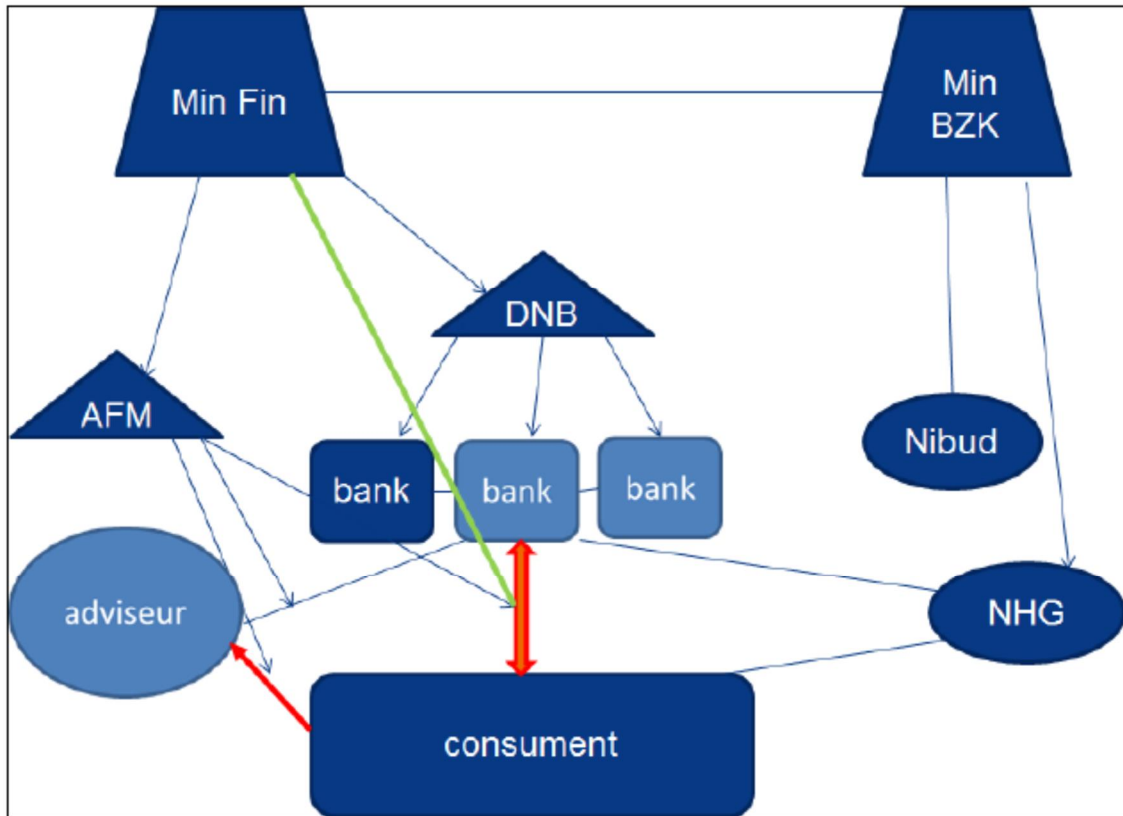 Min Fin
Min
BZK
DNB
AFM
Nibud
bank
bank
bank
adviseur
NHG
consument